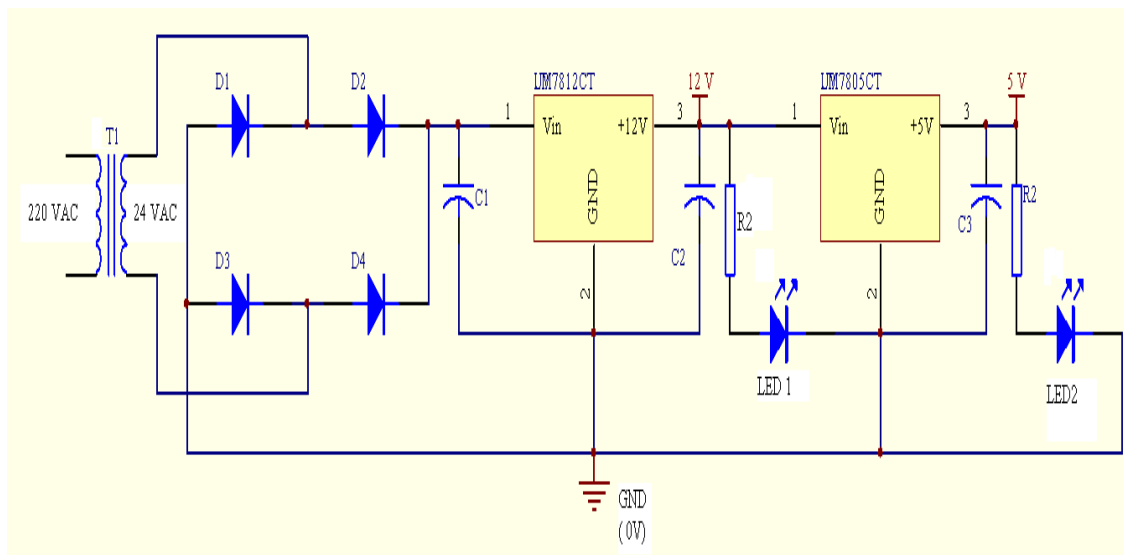 D1
D2
LM7812CT
12 V
LM7805CT
5 V
1
3
1
3
Vin
+12V
Vin
+5V
T1
GND
GND
220 VAC
24 VAC
C1
R2
R2
C2
C3
D3
D4
2
2
LED 1
LED2
GND
( 0V)